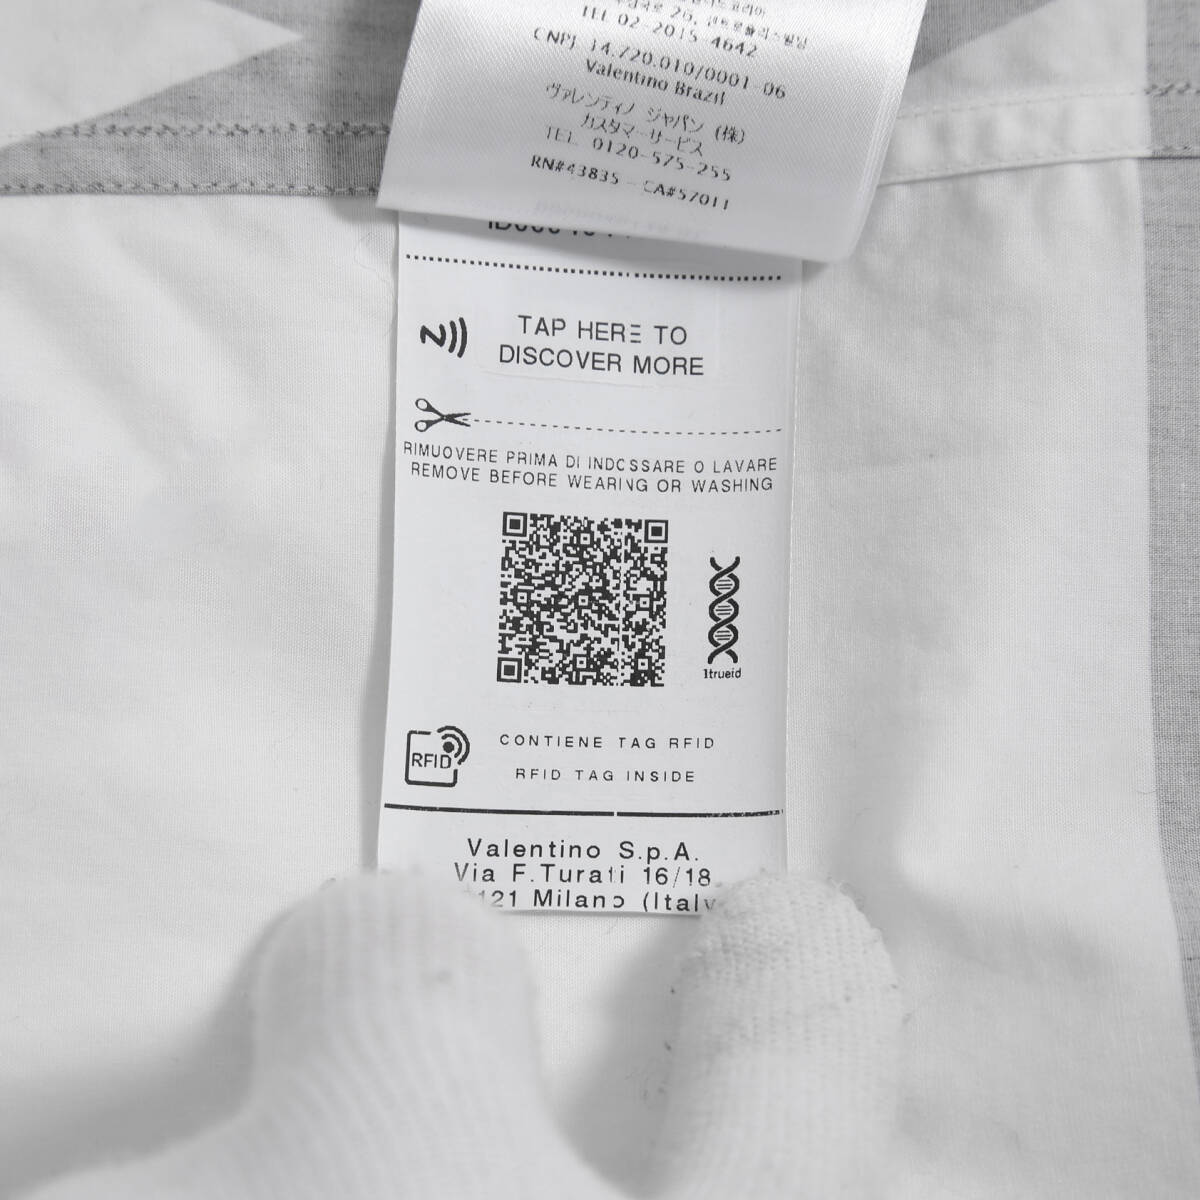 TEL 02-2015-4642
CNPJ 14.720.010/0001-06
Valentino Brazil
ヴァレンティノ ジャパン (株)
カスタマーサービス
TEL 0120-575-255
RN#43835 - CA#57011
TAP HERE TO
DISCOVER MORE
RIMUOVERE PRIMA DI INDOSSARE O LAVARE
REMOVE BEFORE WEARING OR WASHING
1trueid
RFID
CONTIENE TAG RFID
RFID TAG INSIDE
Valentino S.p.A.
Via F.Turati 16/18
121 Milano (Italy